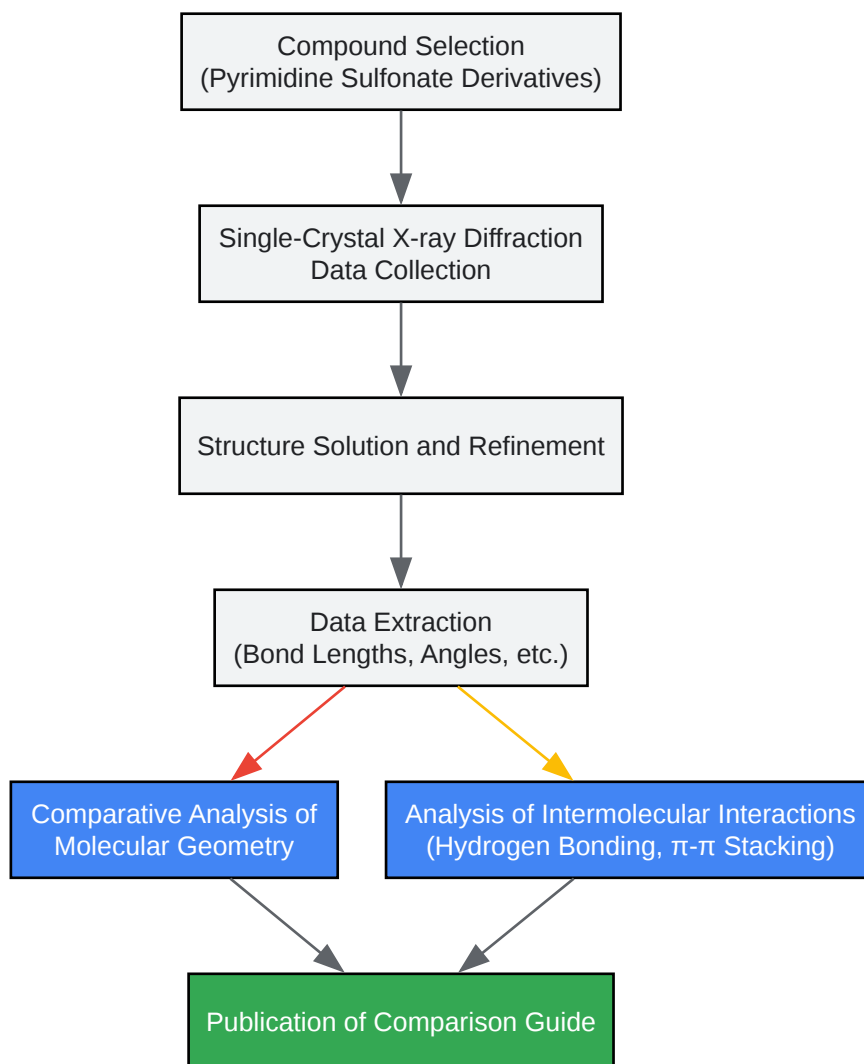 Compound Selection
(Pyrimidine Sulfonate Derivatives)
Single-Crystal X-ray Diffraction
Data Collection
Structure Solution and Refinement
Data Extraction
(Bond Lengths, Angles, etc.)
Comparative Analysis of
Molecular Geometry
Analysis of Intermolecular Interactions
(Hydrogen Bonding, π-π Stacking)
Publication of Comparison Guide